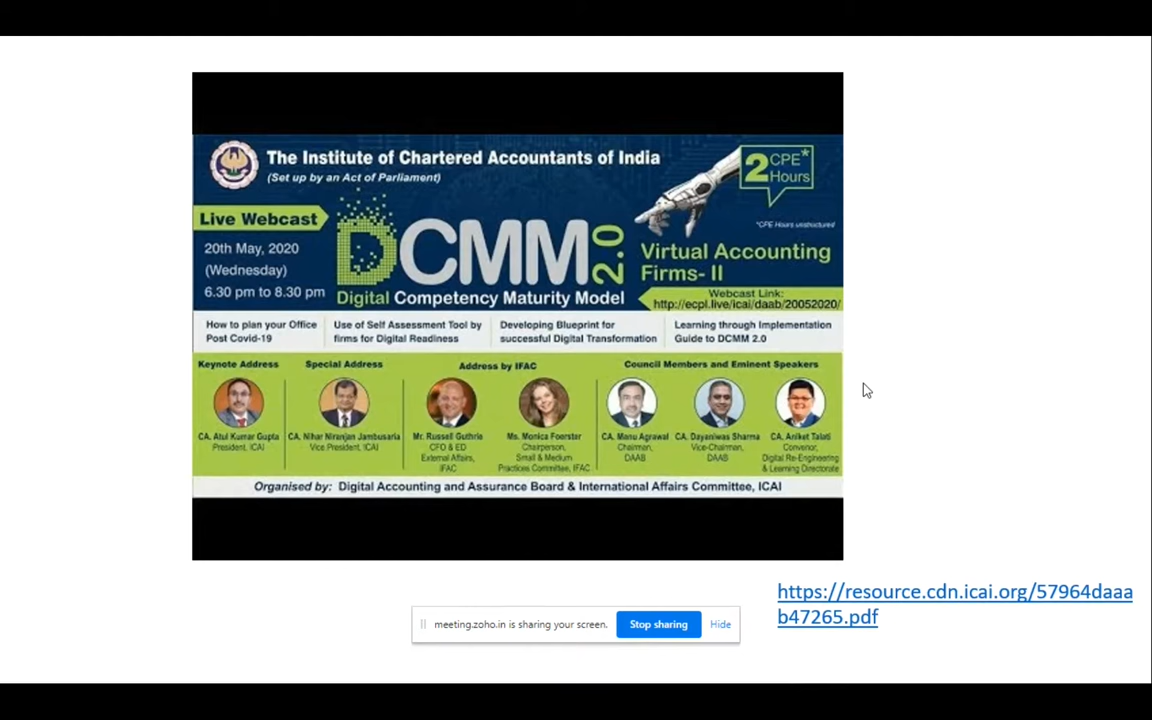 The Institute of Chartered Accountants of India
(Set up by an Act of Parliament)
2 CPE*
Hours
*CPE Hours unstructured
Live Webcast
20th May, 2020
(Wednesday)
6.30 pm to 8.30 pm
DCMM 2.0
Digital Competency Maturity Model
Virtual Accounting
Firms- II
Webcast Link:
http://ecpl.live/icai/daab/20052020/
How to plan your Office
Post Covid-19
Use of Self Assessment Tool by
firms for Digital Readiness
Developing Blueprint for
successful Digital Transformation
Learning through Implementation
Guide to DCMM 2.0
Keynote Address
CA. Atul Kumar Gupta
President, ICAI
Special Address
CA. Nihar Niranjan Jambusaria
Vice President, ICAI
Address by IFAC
Mr. Russell Guthrie
CFO & ED
External Affairs,
IFAC
Ms. Monica Foerster
Chairperson,
Small & Medium
Practices Committee, IFAC
Council Members and Eminent Speakers
CA. Manu Agrawal
Chairman,
DAAB
CA. Dayaniwas Sharma
Vice-Chairman,
DAAB
CA. Aniket Talati
Convenor,
Digital Re-Engineering
& Learning Directorate
Organised by: Digital Accounting and Assurance Board & International Affairs Committee, ICAI
https://resource.cdn.icai.org/57964daaa
b47265.pdf
meeting.zoho.in is sharing your screen.
Stop sharing
Hide